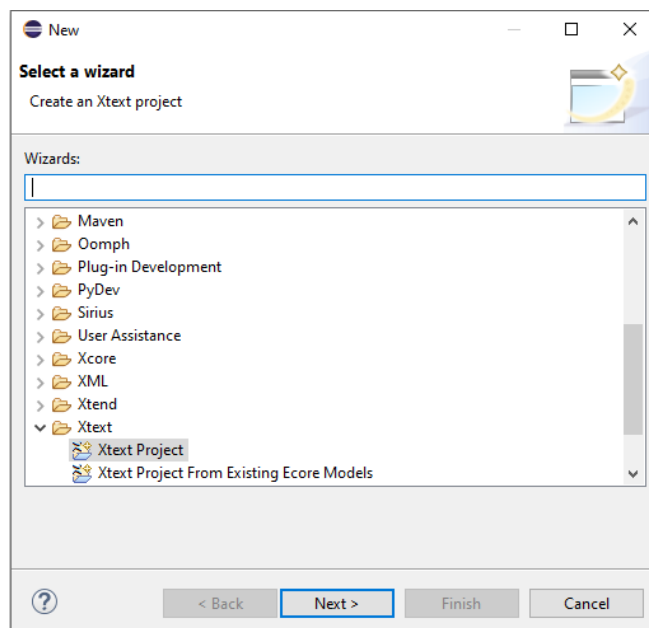 New
Select a wizard
Create an Xtext project
Wizards:
Maven
Oomph
Plug-in Development
PyDev
Sirius
User Assistance
Xcore
XML
Xtend
Xtext
Xtext Project
Xtext Project From Existing Ecore Models
? < Back Next > Finish Cancel